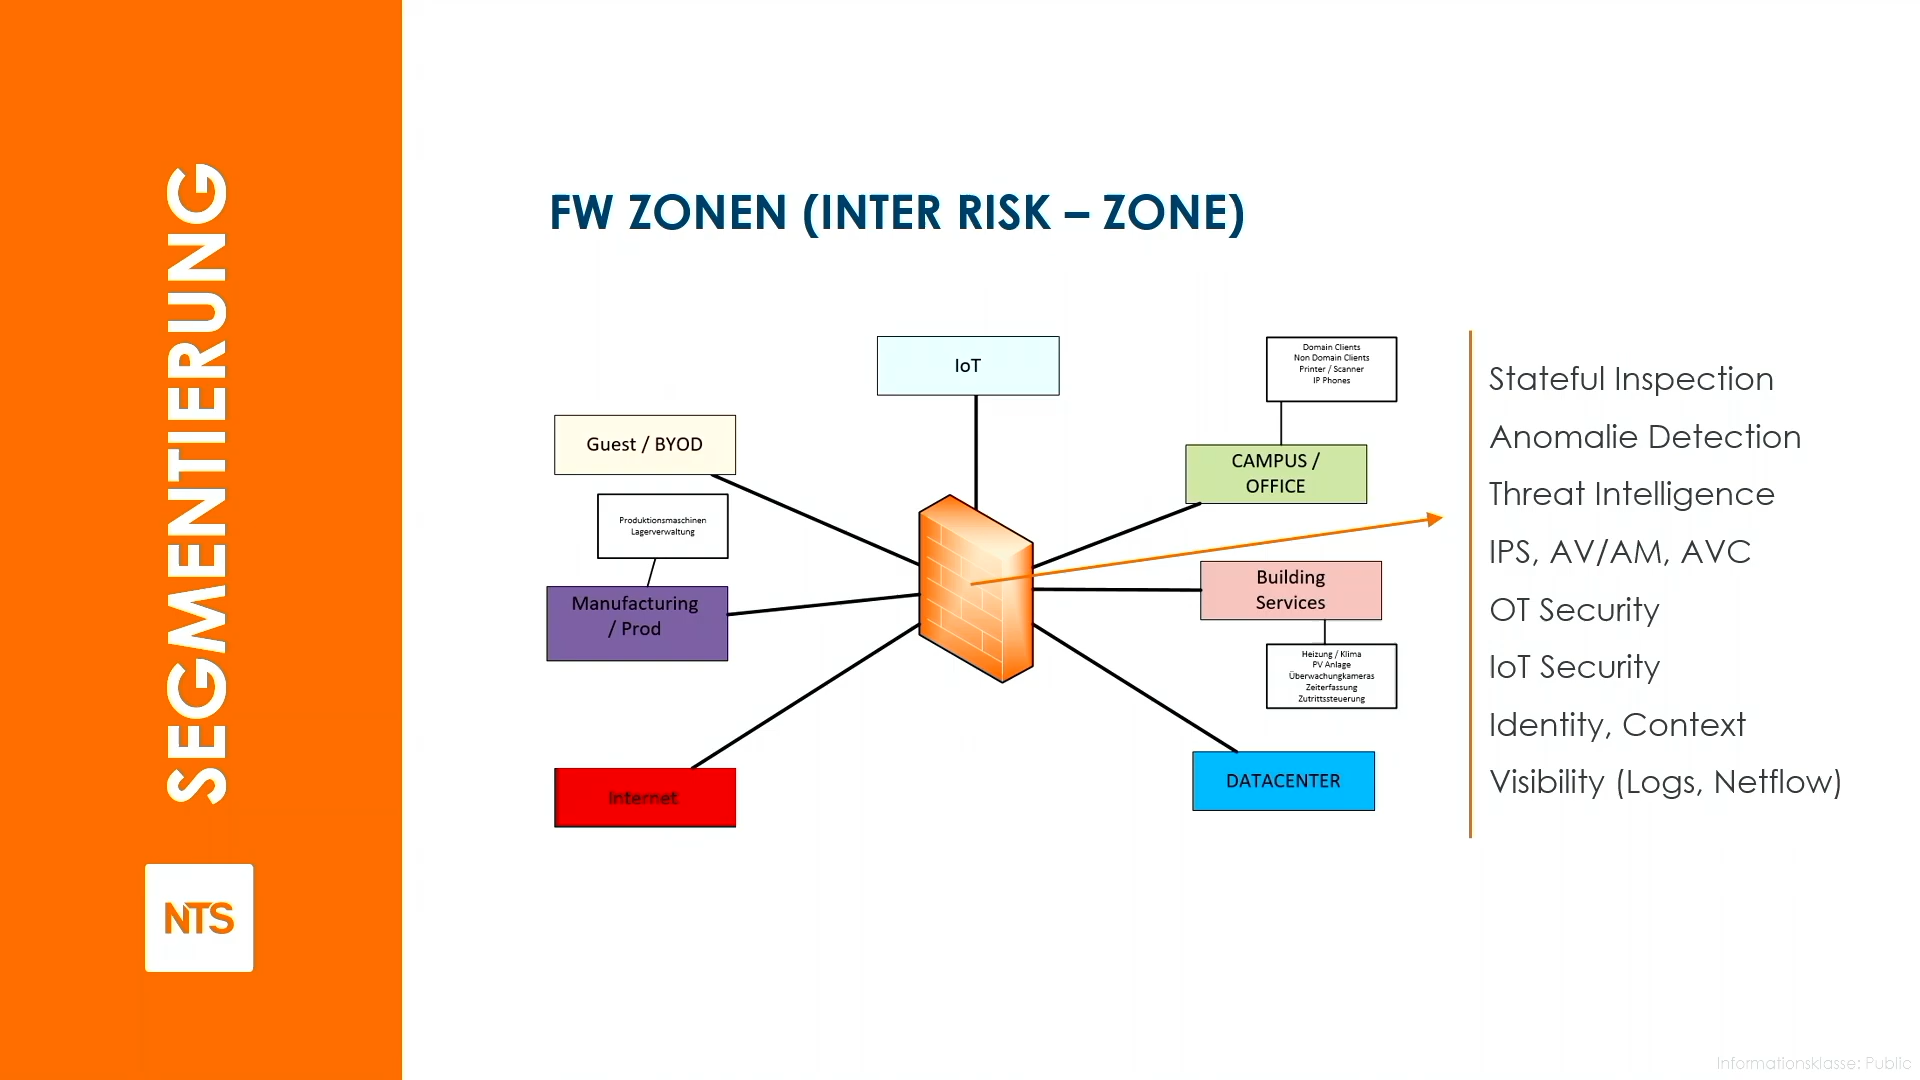 SEGMENTIERUNG
NTS
FW ZONEN (INTER RISK – ZONE)
IoT
Guest / BYOD
Produktionsmaschinen
Lagerverwaltung
Manufacturing
/ Prod
Internet
Domain Clients
Non Domain Clients
Printer / Scanner
IP Phones
CAMPUS /
OFFICE
Building
Services
Heizung / Klima
PV Anlage
Überwachungkameras
Zeiterfassung
Zutrittssteuerung
DATACENTER
Stateful Inspection
Anomalie Detection
Threat Intelligence
IPS, AV/AM, AVC
OT Security
IoT Security
Identity, Context
Visibility (Logs, Netflow)
Informationsklasse: Public